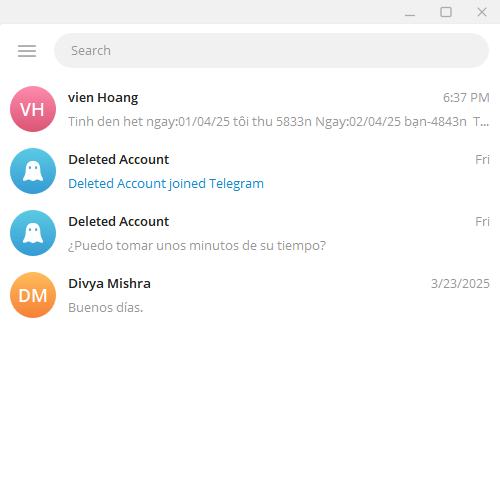 Search
VH
vien Hoang
6:37 PM
Tinh den het ngay:01/04/25 tôi thu 5833n Ngay:02/04/25 bạn-4843n T...
Deleted Account
Fri
Deleted Account joined Telegram
Deleted Account
Fri
¿Puedo tomar unos minutos de su tiempo?
DM
Divya Mishra
3/23/2025
Buenos días.